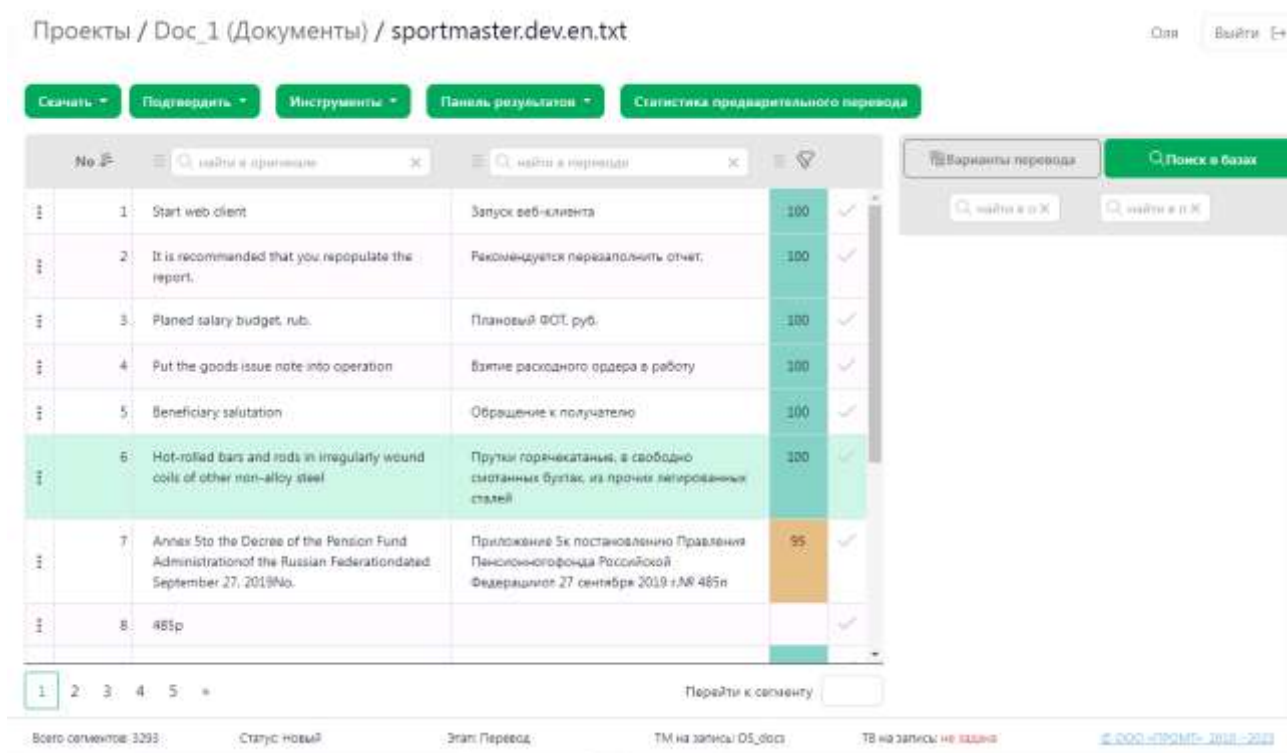 Проекты / Doc_1 (Документы) / sportmaster.dev.en.txt
Оля Выйти
Скачать Подтвердить Инструменты Панель результатов Статистика предварительного перевода
No найти в оригинале найти в переводе Варианты перевода Поиск в базах
найти в о найти в п
1 Start web client Запуск веб-клиента 100
2 It is recommended that you repopulate the Рекомендуется перезаполнить отчет. 100
report.
3 Planed salary budget, rub. Плановый ФОТ, руб. 100
4 Put the goods issue note into operation Взятие расходного ордера в работу 100
5 Beneficiary salutation Обращение к получателю 100
6 Hot-rolled bars and rods in irregularly wound Прутки горячекатаные, в свободно 100
coils of other non-alloy steel смотанных бухтах, из прочих легированных
сталей
7 Annex 5to the Decree of the Pension Fund Приложение 5к постановлению Правления 95
Administrationof the Russian Federationdated Пенсионногофонда Российской
September 27, 2019No. Федерацииот 27 сентября 2019 г.№ 485п
8 485p
1 2 3 4 5 » Перейти к сегменту
Всего сегментов: 3293 Статус: Новый Этап: Перевод TM на запись: OS_docs TB на запись: не задана © ООО «ПРОМТ», 2018 -2023